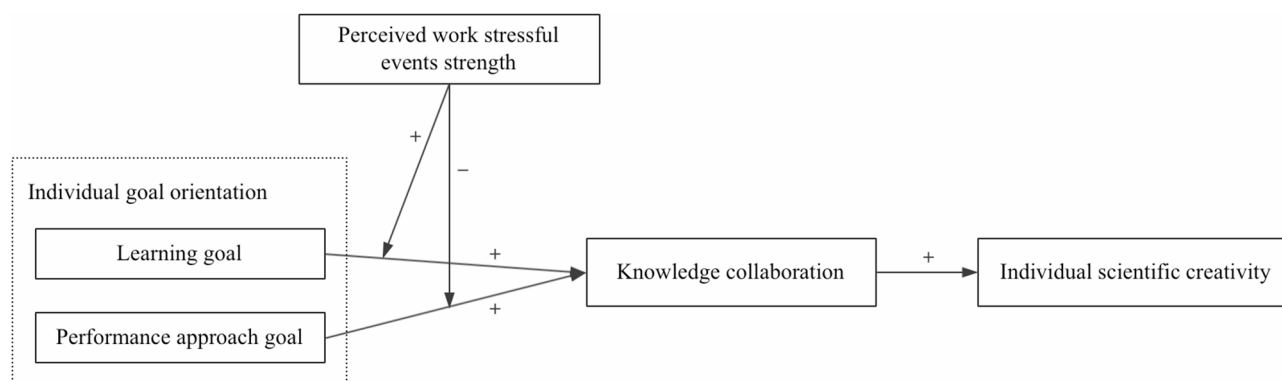 Perceived work stressful
events strength
+
−
Individual goal orientation
Learning goal
+
Knowledge collaboration
+
Individual scientific creativity
+
Performance approach goal